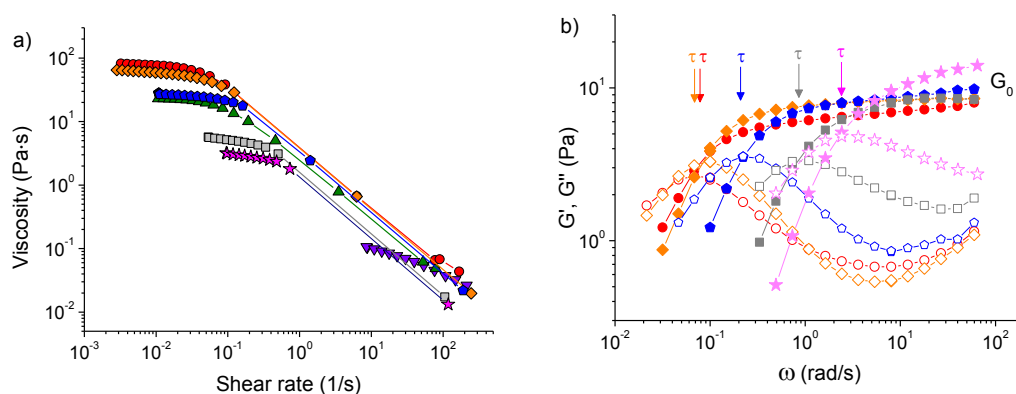 a)
Viscosity (Pa·s)
10²
10¹
10⁰
10⁻¹
10⁻²
10⁻³ 10⁻² 10⁻¹ 10⁰ 10¹ 10²
Shear rate (1/s)
b)
G', G'' (Pa)
10¹
10⁰
τ τ τ τ τ
G₀
10⁻² 10⁻¹ 10⁰ 10¹ 10²
ω (rad/s)